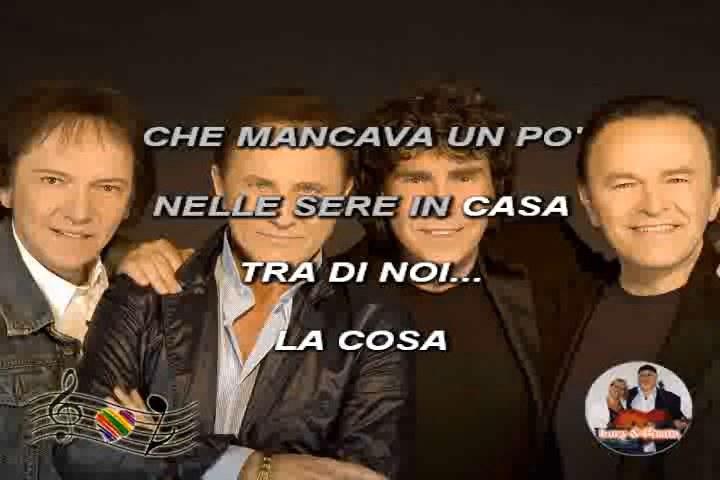 CHE MANCAVA UN PO'
NELLE SERE IN CASA
TRA DI NOI...
LA COSA